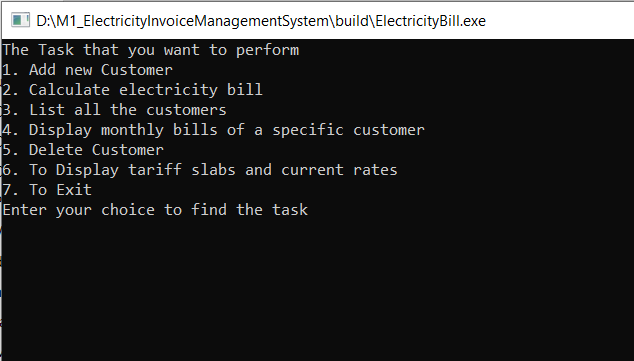 D:\M1_ElectricityInvoiceManagementSystem\build\ElectricityBill.exe
The Task that you want to perform
1. Add new Customer
2. Calculate electricity bill
3. List all the customers
4. Display monthly bills of a specific customer
5. Delete Customer
6. To Display tariff slabs and current rates
7. To Exit
Enter your choice to find the task